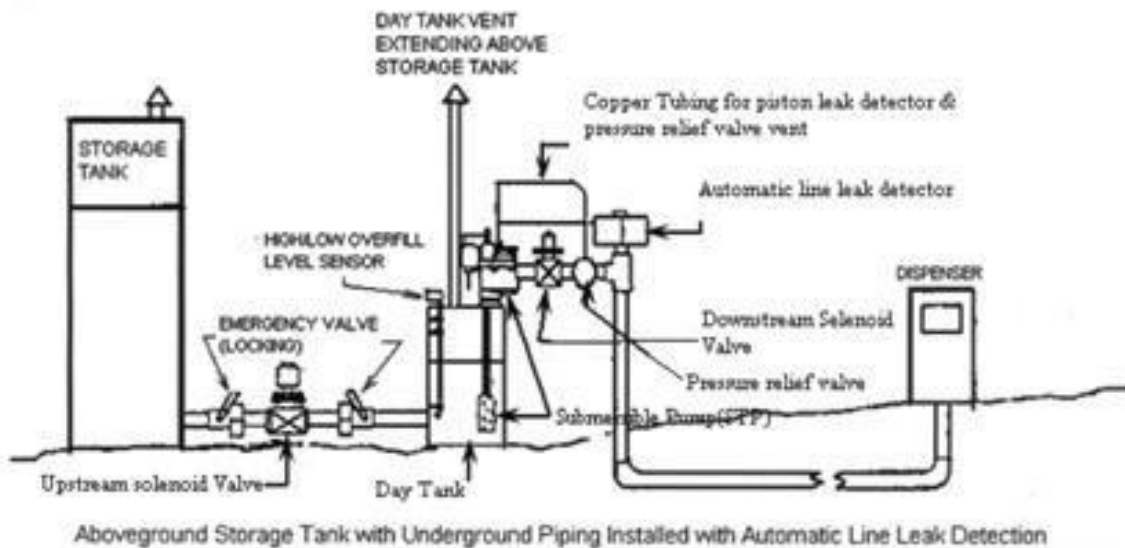 DAY TANK VENT
EXTENDING ABOVE
STORAGE TANK
Copper Tubing for piston leak detector &
pressure relief valve vent
STORAGE
TANK
Automatic line leak detector
HIGH/LOW OVERFILL
LEVEL SENSOR
DISPENSER
EMERGENCY VALVE
(LOCKING)
Downstream Selenoid
Valve
Pressure relief valve
Submersible Pump(STP)
Upstream solenoid Valve
Day Tank
Aboveground Storage Tank with Underground Piping Installed with Automatic Line Leak Detection